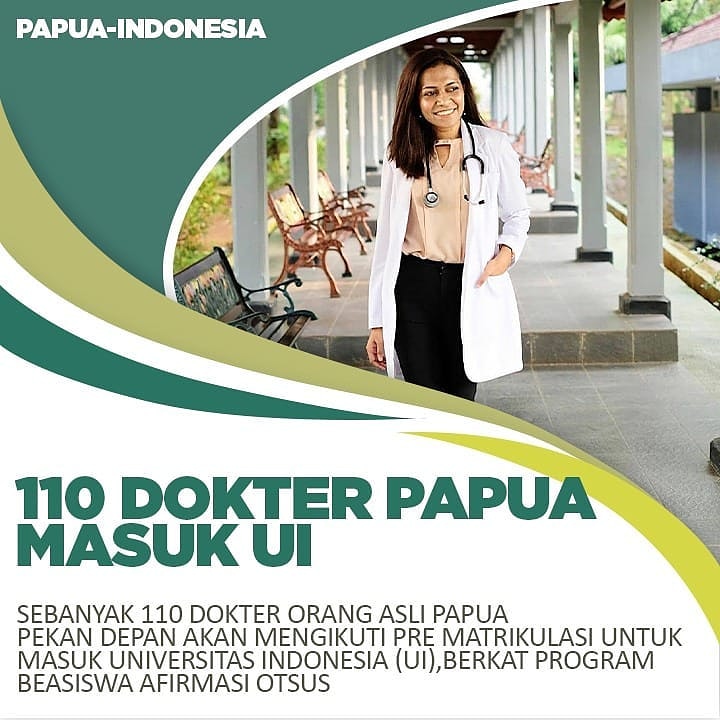 PAPUA-INDONESIA
110 DOKTER PAPUA
MASUK UI
SEBANYAK 110 DOKTER ORANG ASLI PAPUA
PEKAN DEPAN AKAN MENGIKUTI PRE MATRIKULASI UNTUK
MASUK UNIVERSITAS INDONESIA (UI),BERKAT PROGRAM
BEASISWA AFIRMASI OTSUS